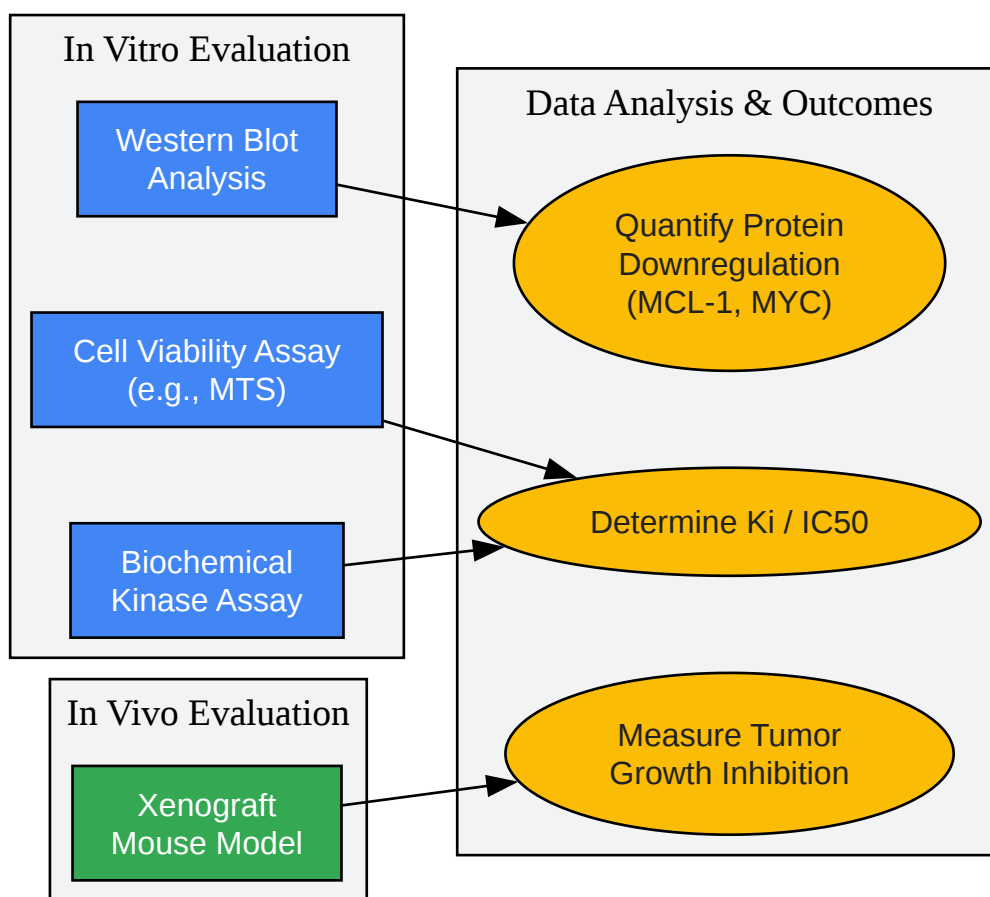 In Vitro Evaluation
Western Blot
Analysis
Cell Viability Assay
(e.g., MTS)
Biochemical
Kinase Assay
In Vivo Evaluation
Xenograft
Mouse Model
Data Analysis & Outcomes
Quantify Protein
Downregulation
(MCL-1, MYC)
Determine Ki / IC50
Measure Tumor
Growth Inhibition